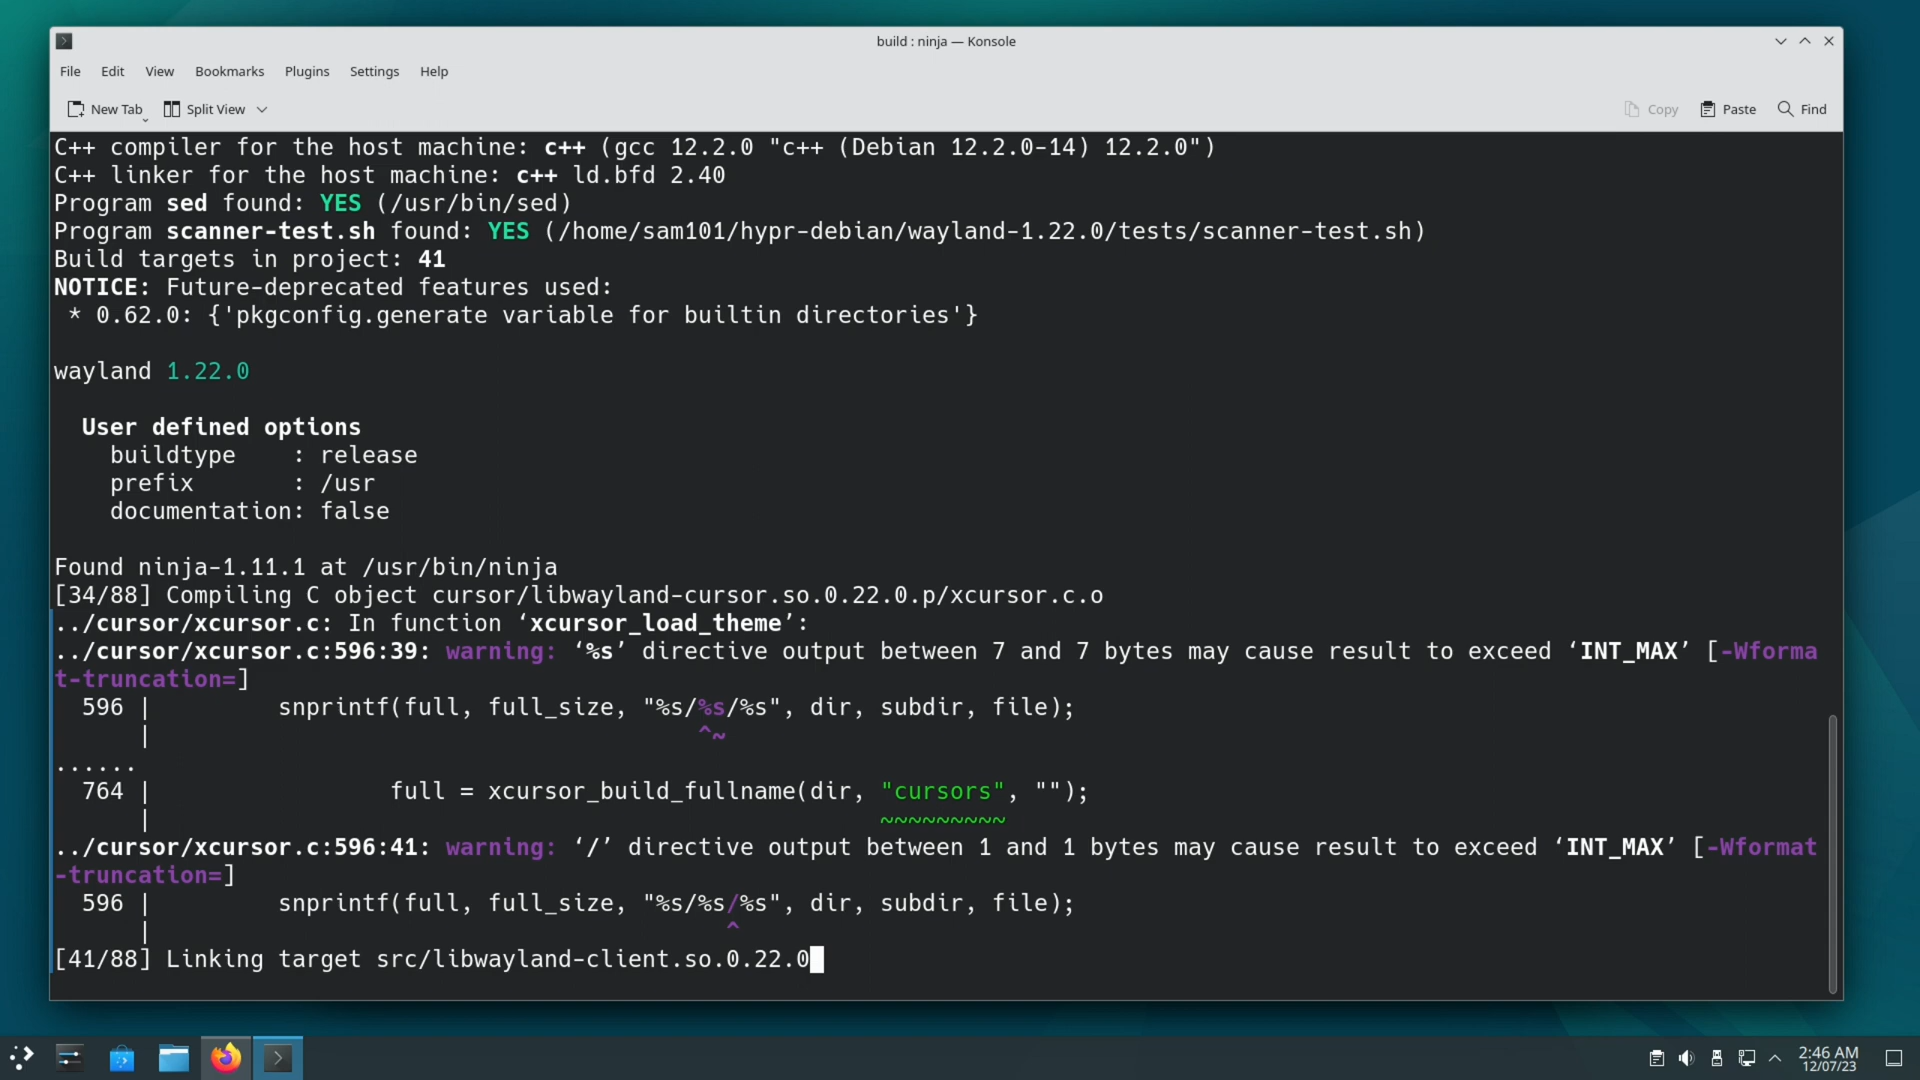 build : ninja — Konsole
File Edit View Bookmarks Plugins Settings Help
New Tab Split View Copy Paste Find
C++ compiler for the host machine: c++ (gcc 12.2.0 "c++ (Debian 12.2.0-14) 12.2.0")
C++ linker for the host machine: c++ ld.bfd 2.40
Program sed found: YES (/usr/bin/sed)
Program scanner-test.sh found: YES (/home/sam101/hypr-debian/wayland-1.22.0/tests/scanner-test.sh)
Build targets in project: 41
NOTICE: Future-deprecated features used:
 * 0.62.0: {'pkgconfig.generate variable for builtin directories'}
wayland 1.22.0
  User defined options
    buildtype    : release
    prefix       : /usr
    documentation: false
Found ninja-1.11.1 at /usr/bin/ninja
[34/88] Compiling C object cursor/libwayland-cursor.so.0.22.0.p/xcursor.c.o
../cursor/xcursor.c: In function ‘xcursor_load_theme’:
../cursor/xcursor.c:596:39: warning: ‘%s’ directive output between 7 and 7 bytes may cause result to exceed ‘INT_MAX’ [-Wforma
t-truncation=]
  596 |         snprintf(full, full_size, "%s/%s/%s", dir, subdir, file);
      |                                       ^~
......
  764 |                 full = xcursor_build_fullname(dir, "cursors", "");
      |                                                    ~~~~~~~~~
../cursor/xcursor.c:596:41: warning: ‘/’ directive output between 1 and 1 bytes may cause result to exceed ‘INT_MAX’ [-Wformat
-truncation=]
  596 |         snprintf(full, full_size, "%s/%s/%s", dir, subdir, file);
      |                                         ^
[41/88] Linking target src/libwayland-client.so.0.22.0
2:46 AM
12/07/23